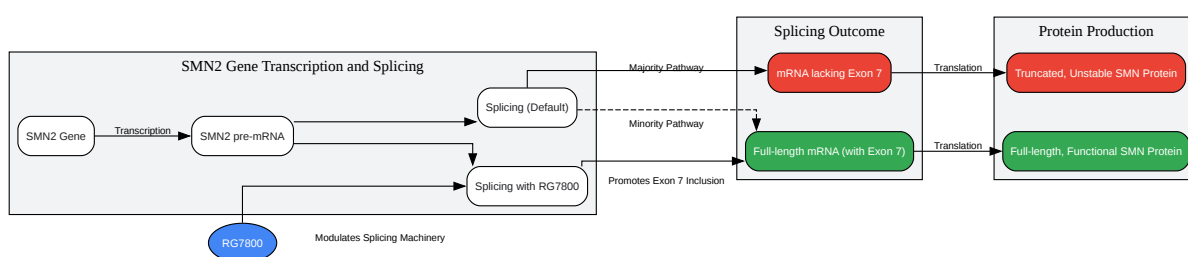 Splicing Outcome
Protein Production
SMN2 Gene Transcription and Splicing
Majority Pathway
mRNA lacking Exon 7
Translation
Truncated, Unstable SMN Protein
Splicing (Default)
SMN2 Gene
Transcription
SMN2 pre-mRNA
Minority Pathway
Full-length mRNA (with Exon 7)
Translation
Full-length, Functional SMN Protein
Splicing with RG7800
Promotes Exon 7 Inclusion
RG7800
Modulates Splicing Machinery